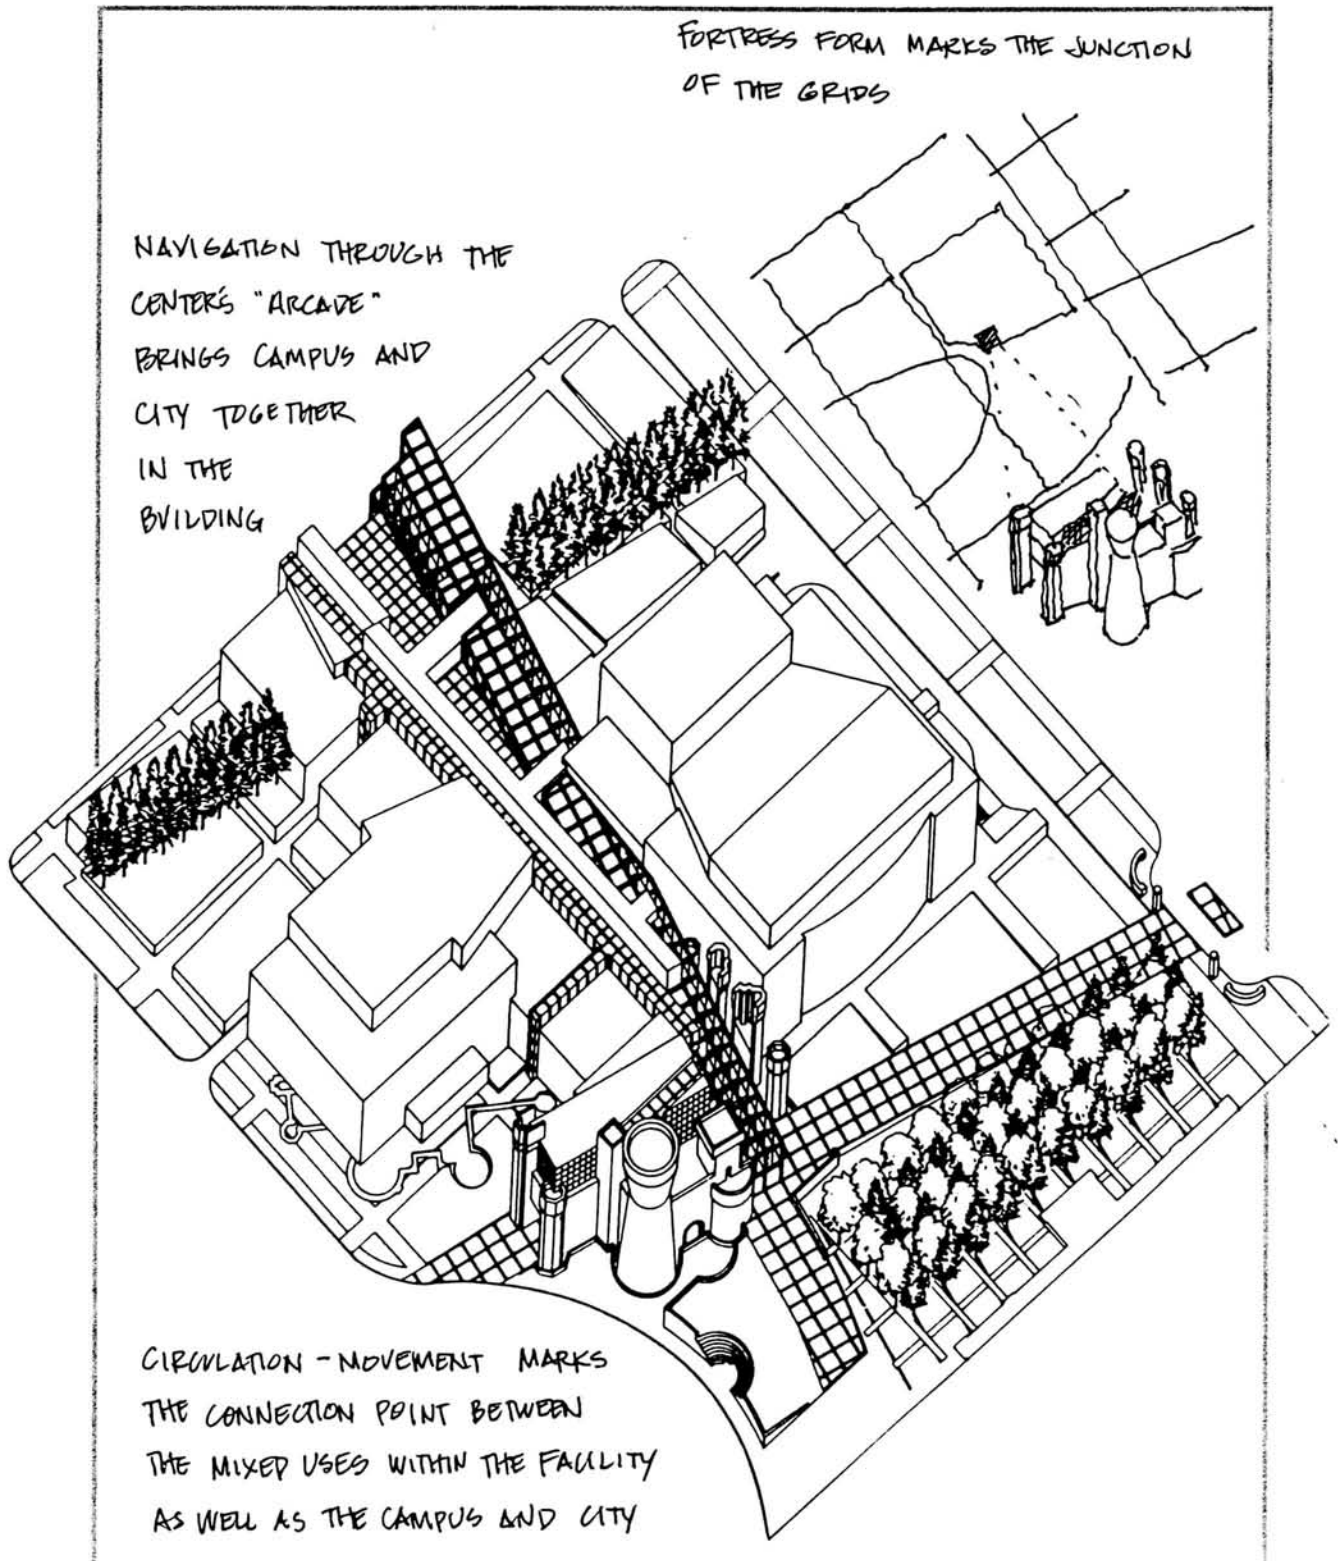 FORTRESS FORM MARKS THE JUNCTION
OF THE GRIDS
NAVIGATION THROUGH THE
CENTER'S "ARCADE"
BRINGS CAMPUS AND
CITY TOGETHER
IN THE
BUILDING
CIRCULATION - MOVEMENT MARKS
THE CONNECTION POINT BETWEEN
THE MIXED USES WITHIN THE FACILITY
AS WELL AS THE CAMPUS AND CITY